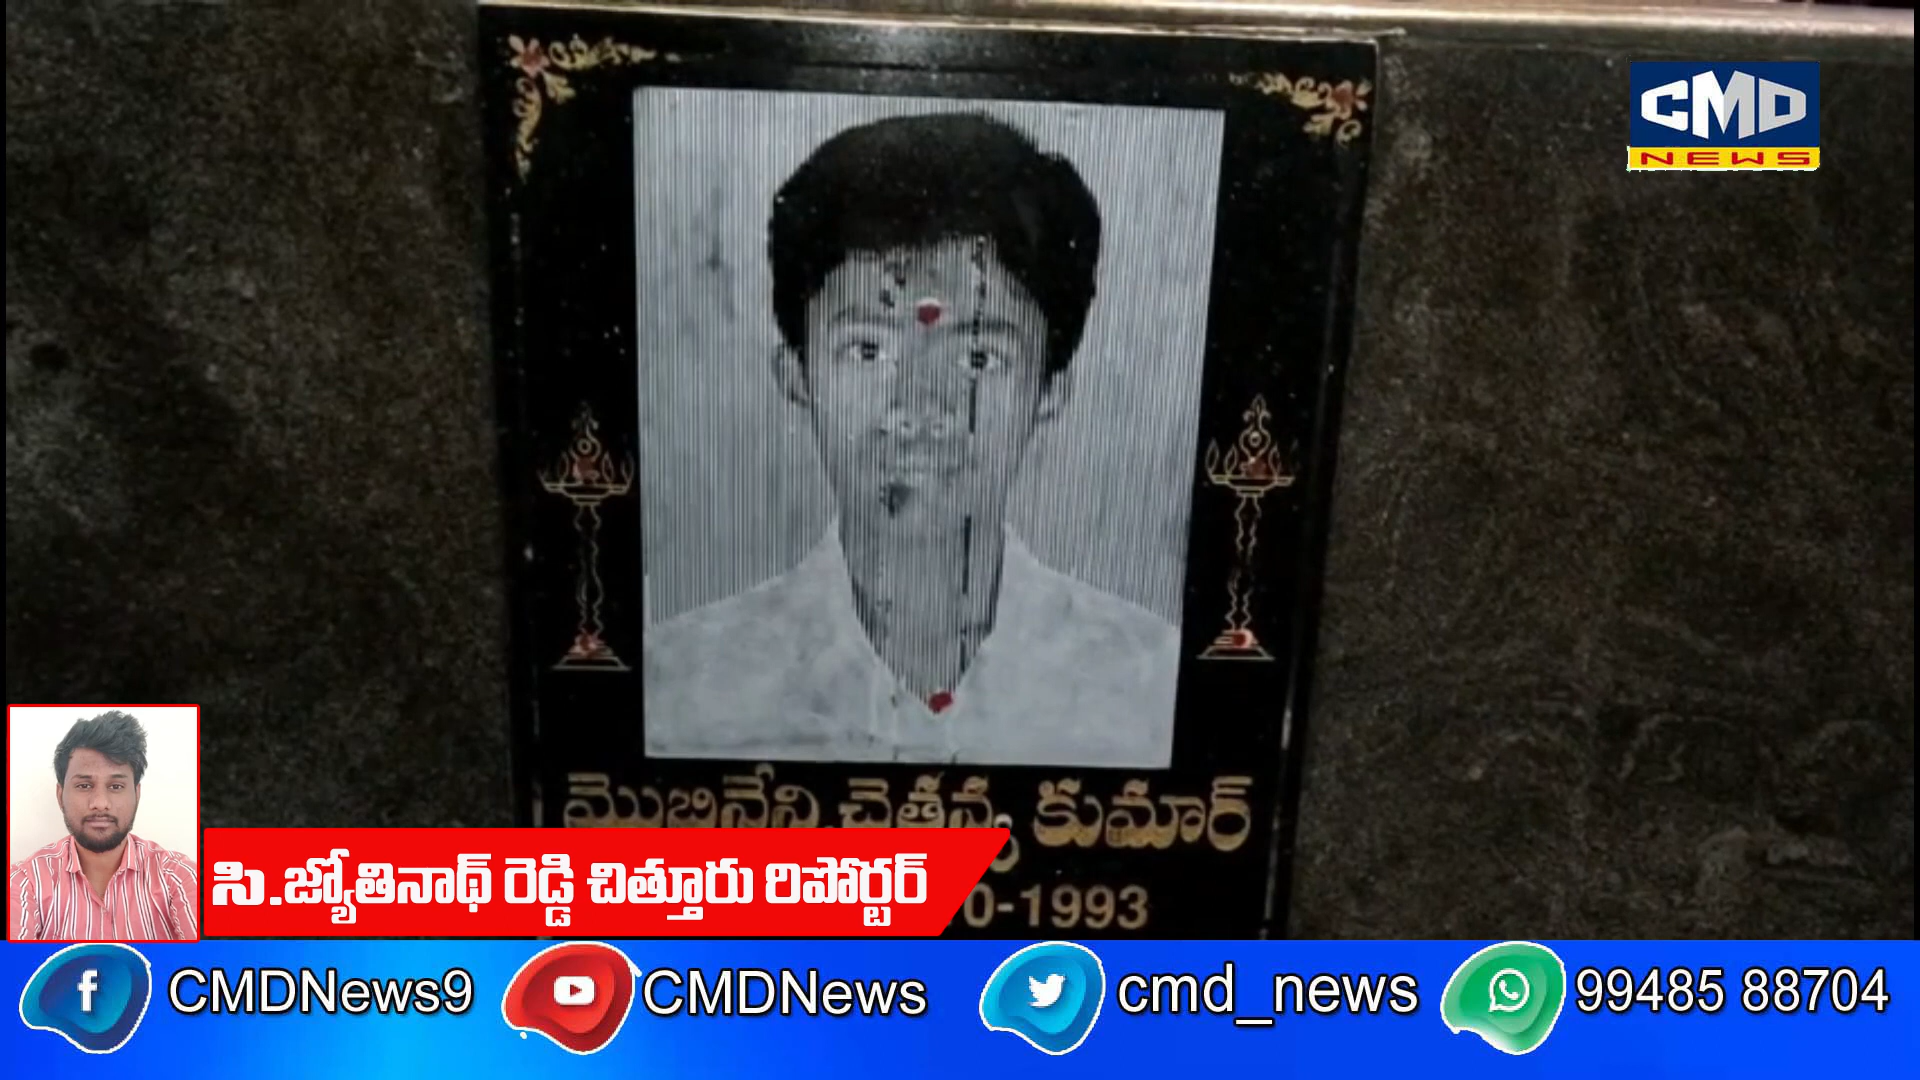 CMD
NEWS
మొబినేని.చైతన్య కుమార్
0-1993
సి.జ్యోతినాథ్ రెడ్డి చిత్తూరు రిపోర్టర్
CMDNews9
CMDNews
cmd_news
99485 88704